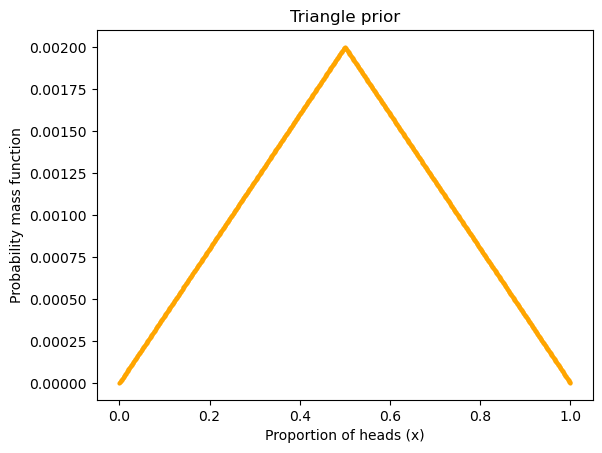 Triangle prior
Probability mass function
0.00200
0.00175
0.00150
0.00125
0.00100
0.00075
0.00050
0.00025
0.00000
0.0 0.2 0.4 0.6 0.8 1.0
Proportion of heads (x)